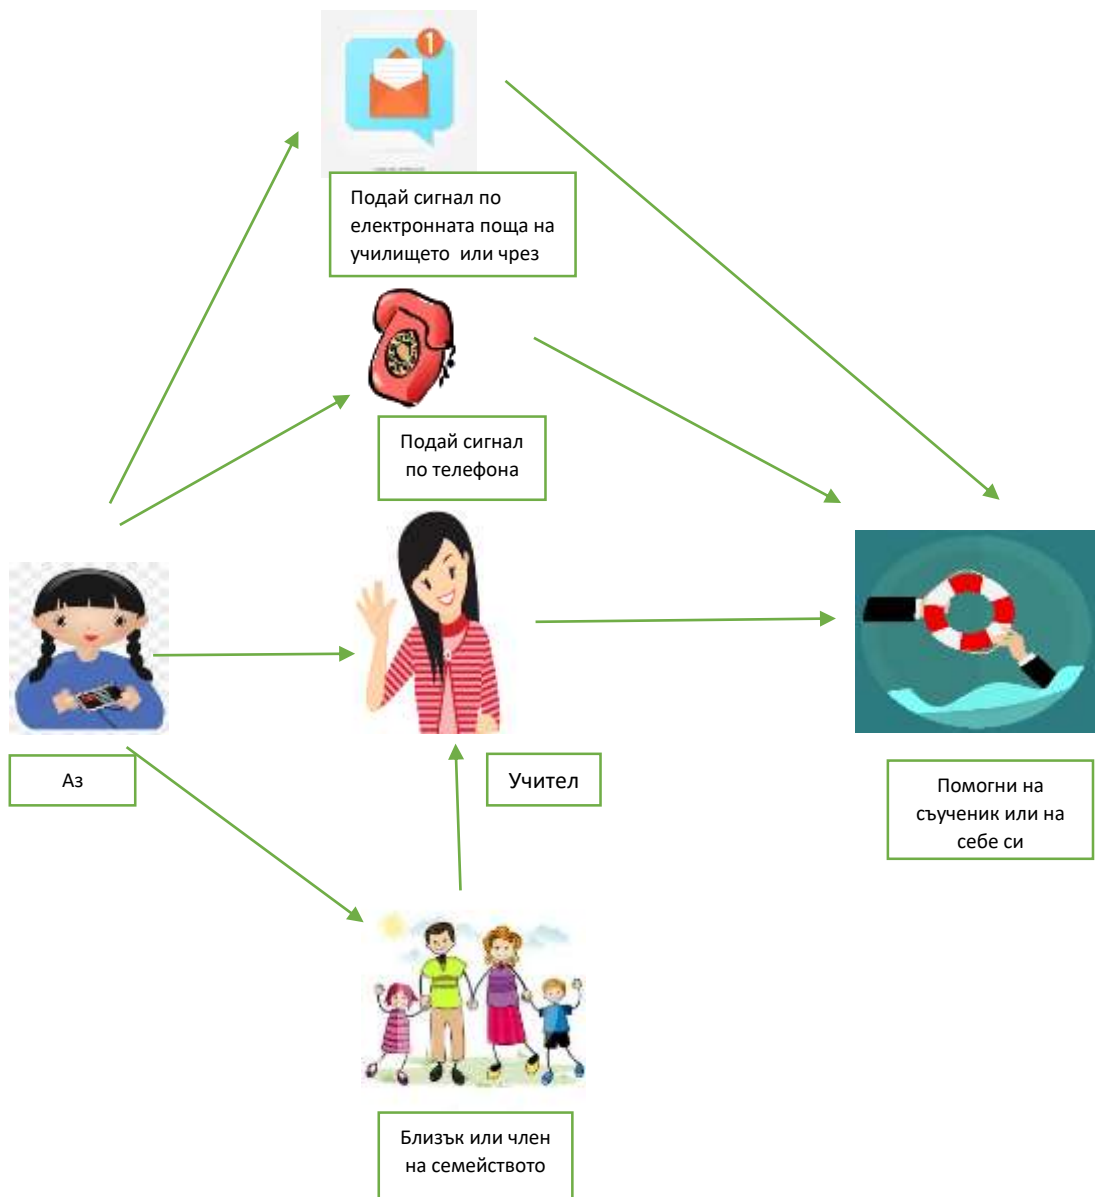 1
Подай сигнал по
електронната поща на
училището или чрез
Подай сигнал
по телефона
Аз
Учител
Помогни на
съученик или на
себе си
Близък или член
на семейството